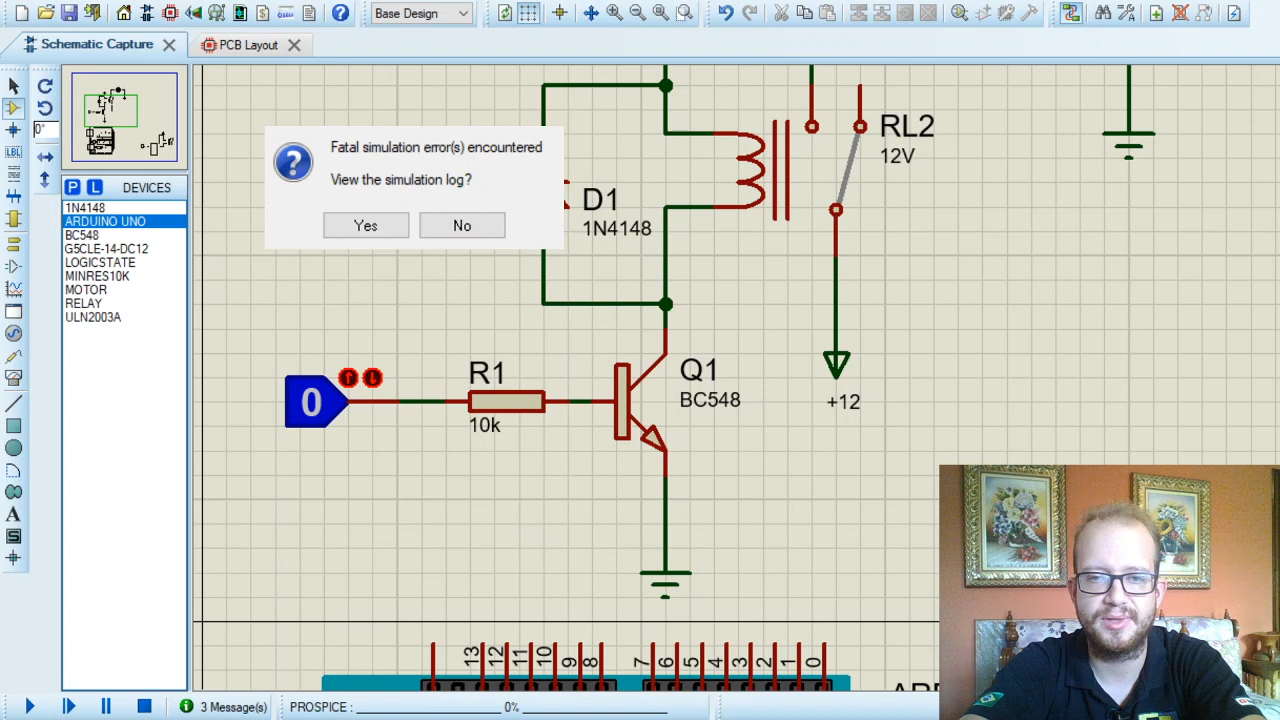 Base Design
Schematic Capture
PCB Layout
0°
LBL
P L DEVICES
1N4148
ARDUINO UNO
BC548
G5CLE-14-DC12
LOGICSTATE
MINRES10K
MOTOR
RELAY
ULN2003A
A
S
Fatal simulation error(s) encountered
View the simulation log?
Yes
No
D1
1N4148
RL2
12V
0
R1
10k
Q1
BC548
+12
13
12
11
10
9
8
7
6
5
4
3
2
1
0
3 Message(s)
PROSPICE :
0%